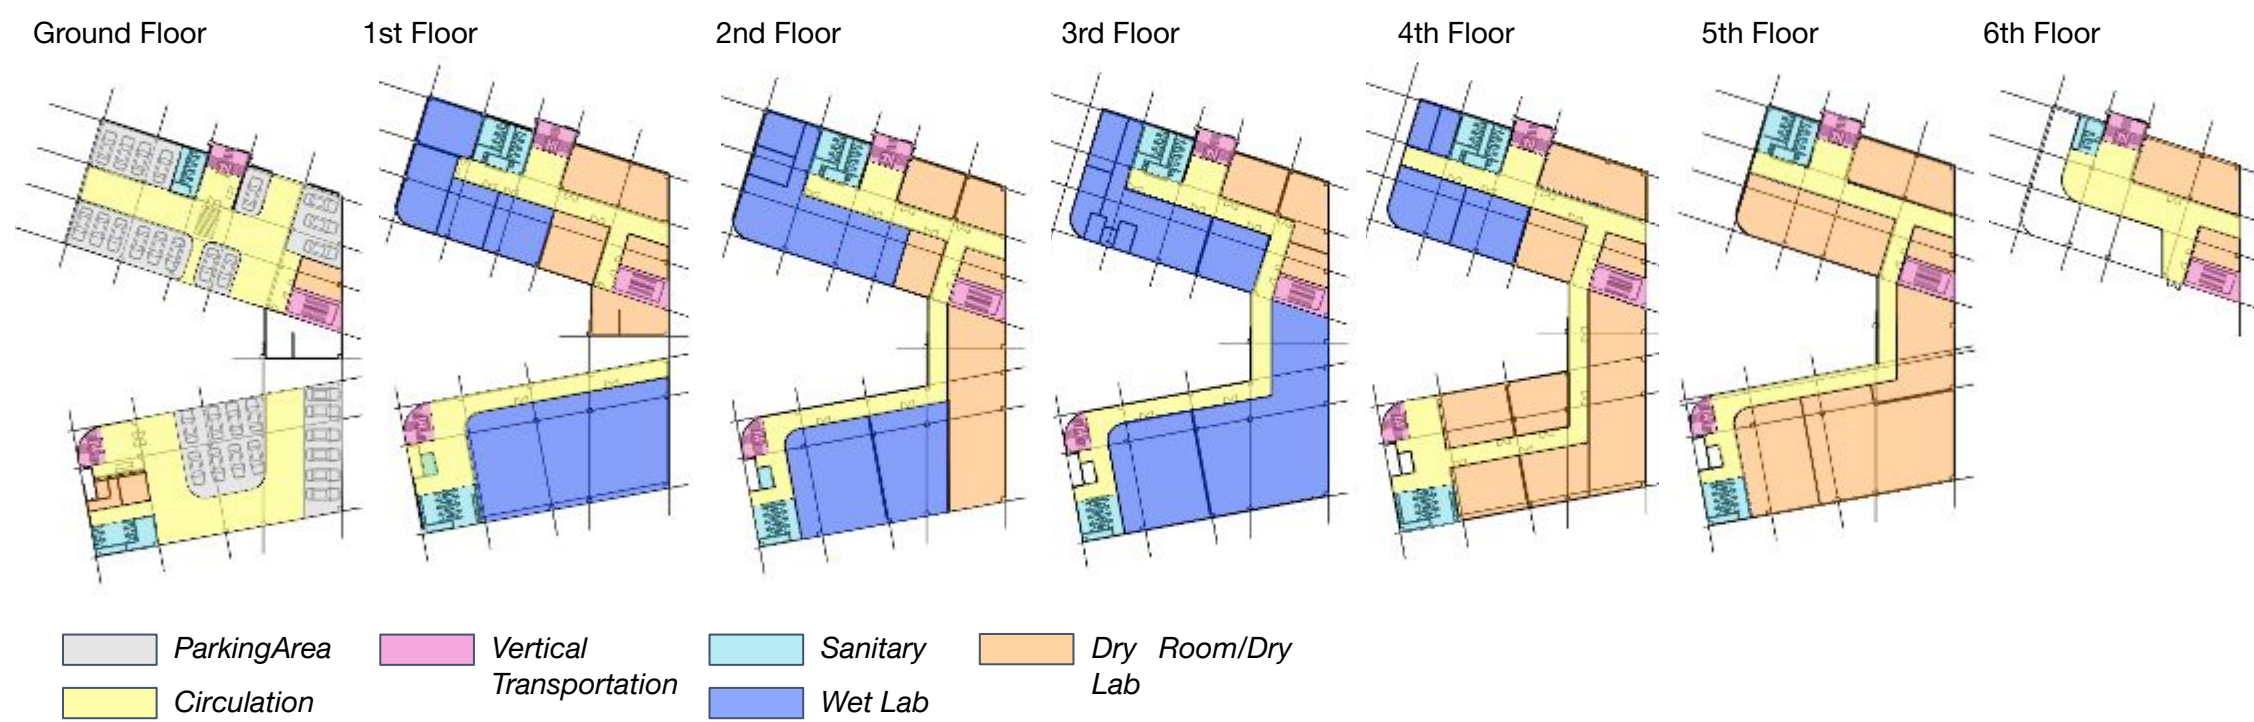 Ground Floor
1st Floor
2nd Floor
3rd Floor
4th Floor
5th Floor
6th Floor
ParkingArea
Vertical
Transportation
Sanitary
Dry Room/Dry
Lab
Circulation
Wet Lab